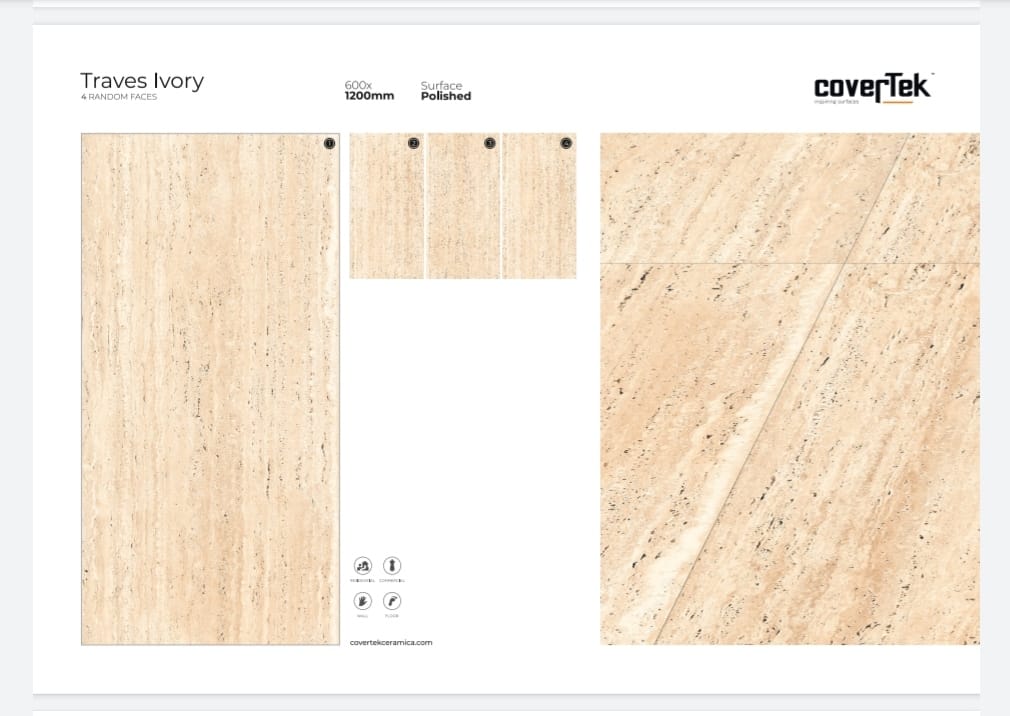 Traves Ivory
4 RANDOM FACES
600x
1200mm
Surface
Polished
coverTek
inspiring surfaces
1
2
3
4
RESIDENTIAL
COMMERCIAL
WALL
FLOOR
covertekceramica.com